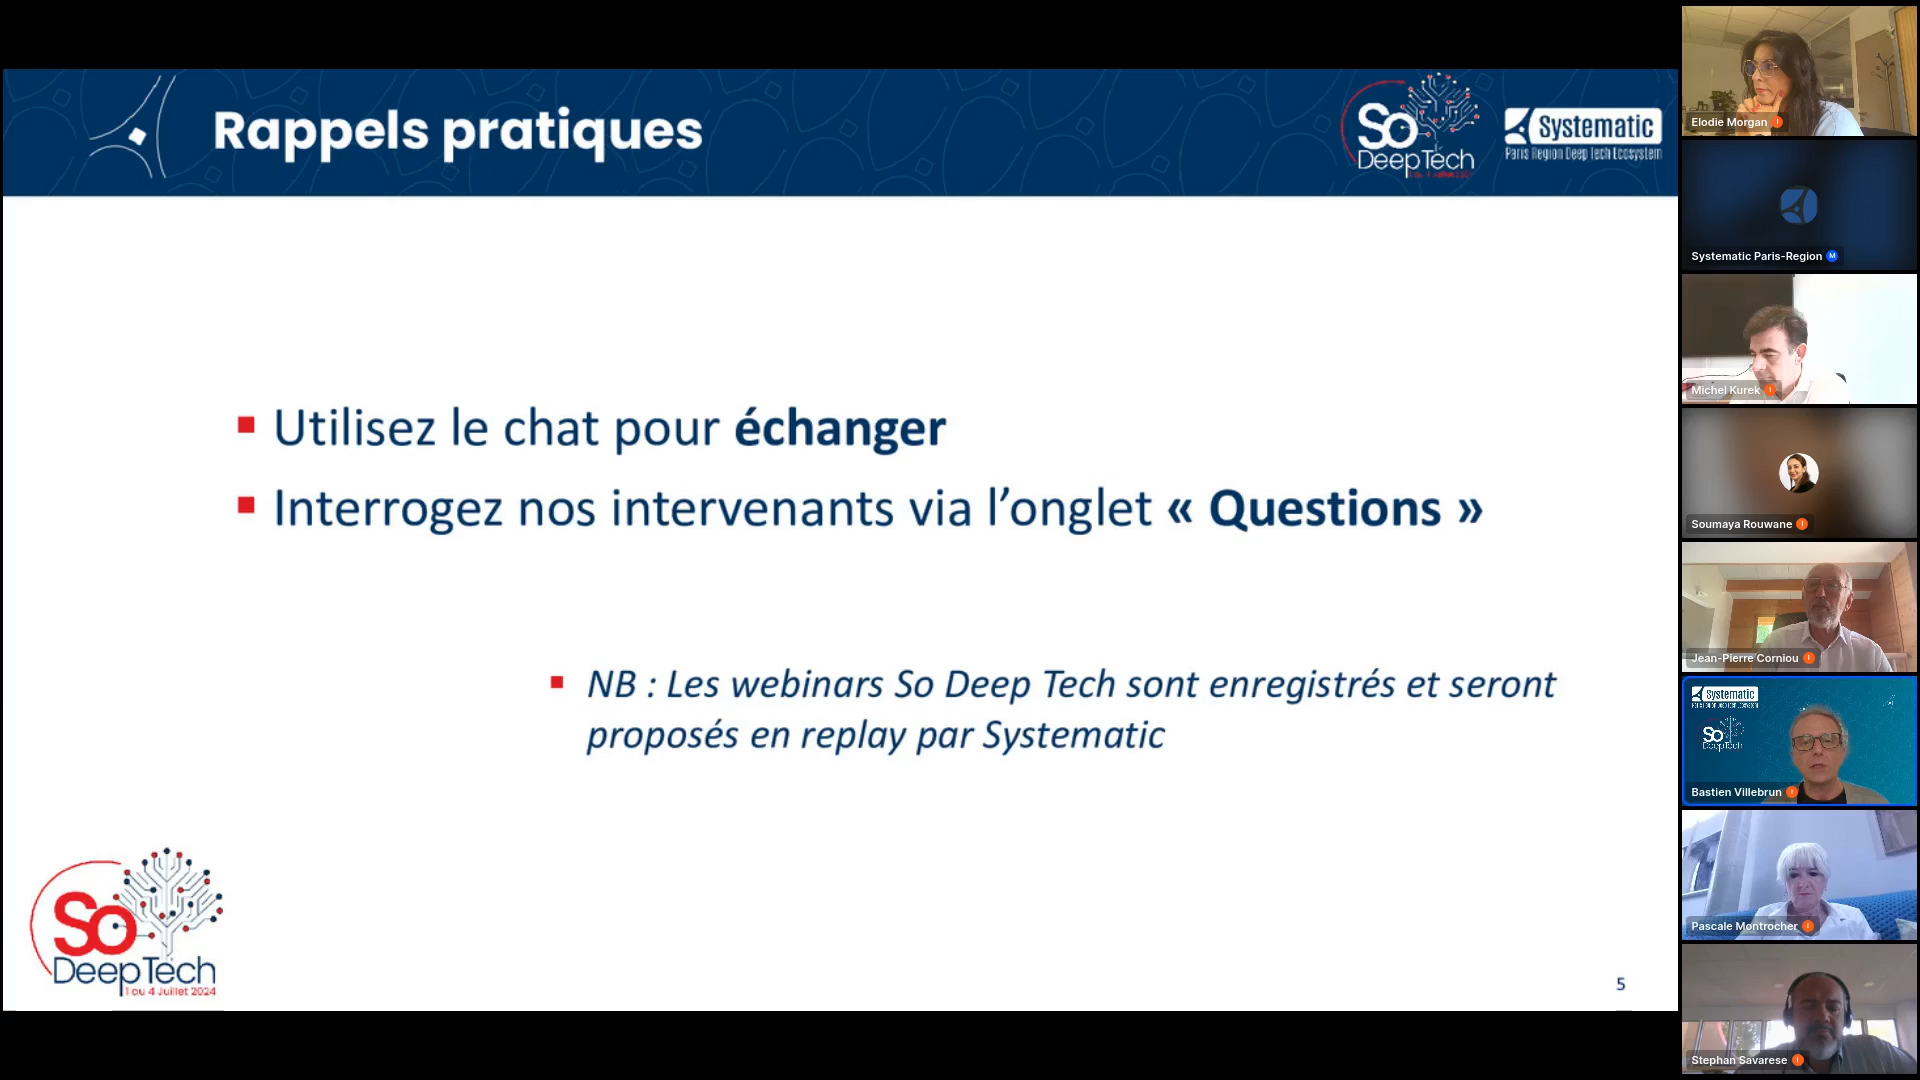 Rappels pratiques
So
DeepTech
Systematic
Paris Region Deep Tech Ecosystem
▪ Utilisez le chat pour échanger
▪ Interrogez nos intervenants via l’onglet « Questions »
▪ NB : Les webinars So Deep Tech sont enregistrés et seront
proposés en replay par Systematic
So
DeepTech
1 au 4 Juillet 2024
5
Elodie Morgan
Systematic Paris-Region M
Michel Kurek
Soumaya Rouwane
Jean-Pierre Corniou
Systematic
So
DeepTech
Bastien Villebrun
Pascale Montrocher
Stephan Savarese